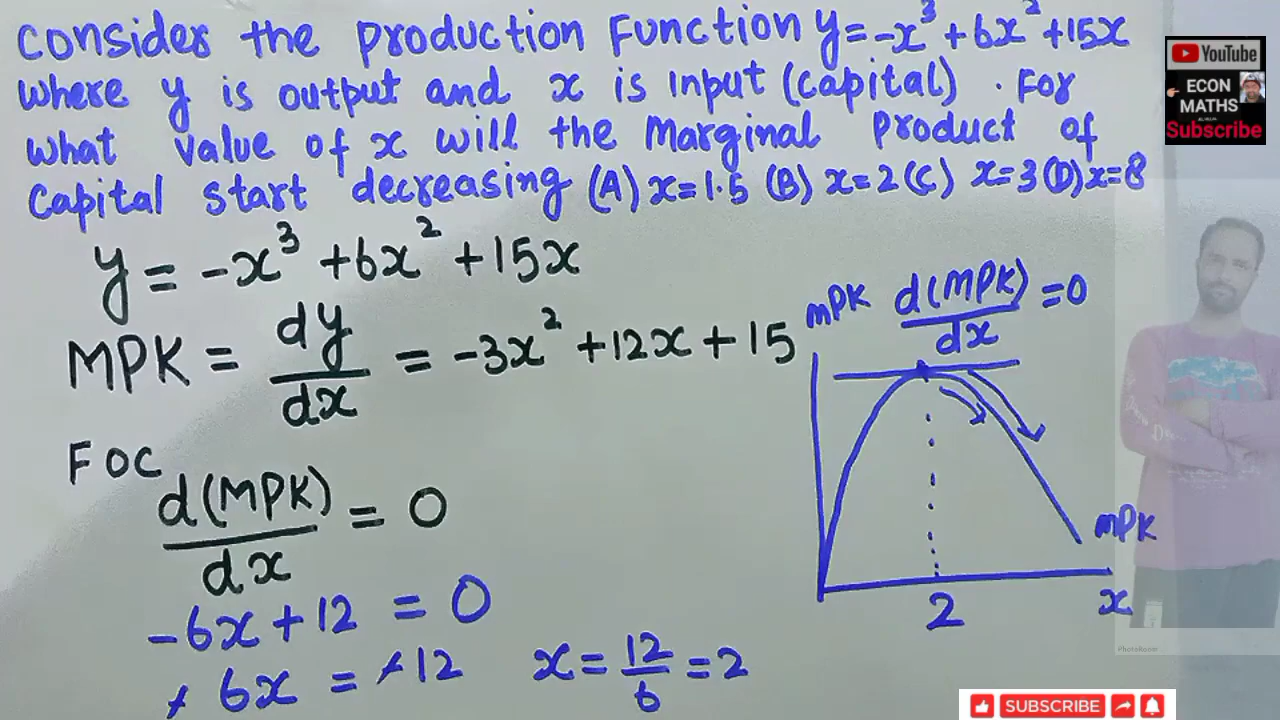 Consider the production Function y=-x³+6x²+15x
where y is output and x is input (capital) . For
what value of x will the Marginal product of
capital start decreasing (A) x=1.5 (B) x=2 (C) x=3 (D) x=8
y = -x³ +6x² +15x
MPK = dy/dx = -3x² +12x +15
FOC
d(MPK)/dx = 0
-6x+12 = 0
-6x = -12 x = 12/6 = 2
MPK d(MPK)/dx =0
MPK
2 x
YouTube
ECON
MATHS
Subscribe
PhotoRoom
SUBSCRIBE